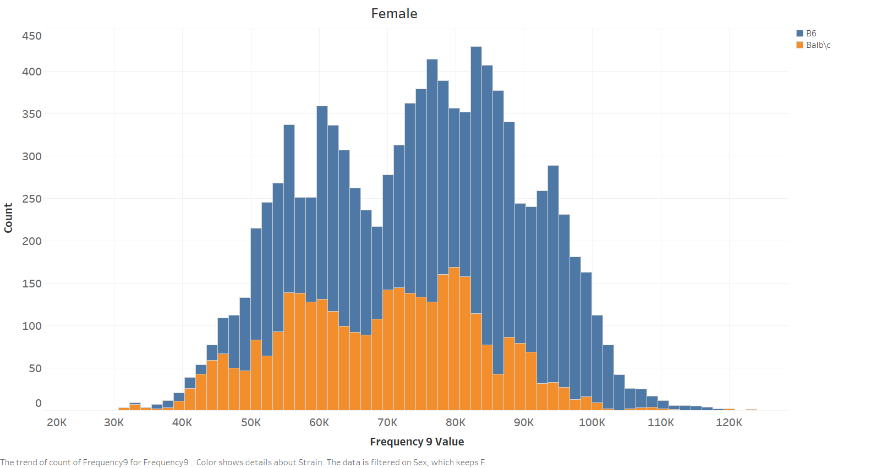 Female
B6
Balb\c
450
400
350
300
250
200
150
100
50
0
Count
20K 30K 40K 50K 60K 70K 80K 90K 100K 110K 120K
Frequency 9 Value
The trend of count of Frequency9 for Frequency9 . Color shows details about Strain. The data is filtered on Sex, which keeps F.